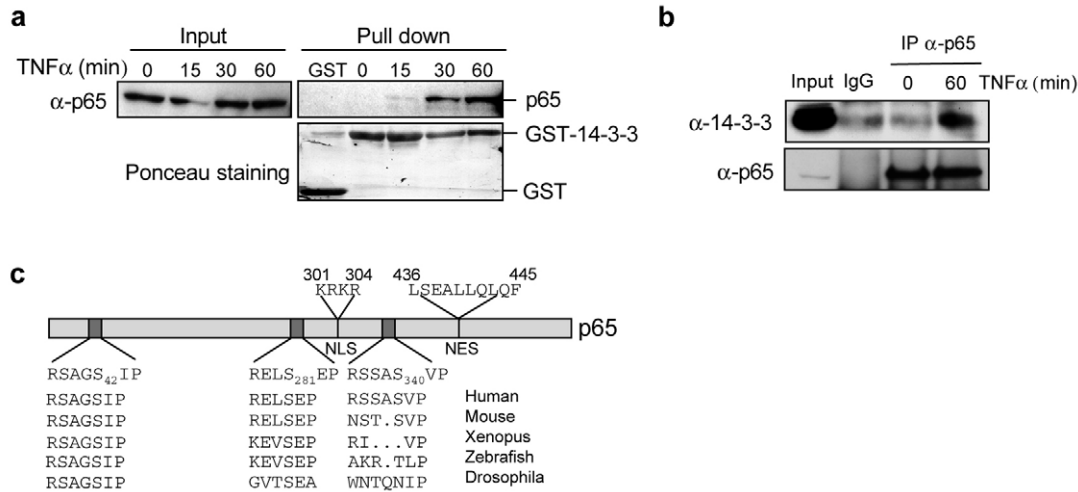 a
Input
Pull down
TNFα (min)
0 15 30 60
GST 0 15 30 60
α-p65
p65
GST-14-3-3
Ponceau staining
GST
b
IP α-p65
Input IgG 0 60 TNFα (min)
α-14-3-3
α-p65
c
301 304 436 445
KRKR LSEALLQLQF
p65
NLS NES
RSAGS42IP RELS281EP RSSAS340VP
RSAGSIP RELSEP RSSASVP Human
RSAGSIP RELSEP NST.SVP Mouse
RSAGSIP KEVSEP RI...VP Xenopus
RSAGSIP KEVSEP AKR.TLP Zebrafish
RSAGSIP GVTSEA WNTQNIP Drosophila